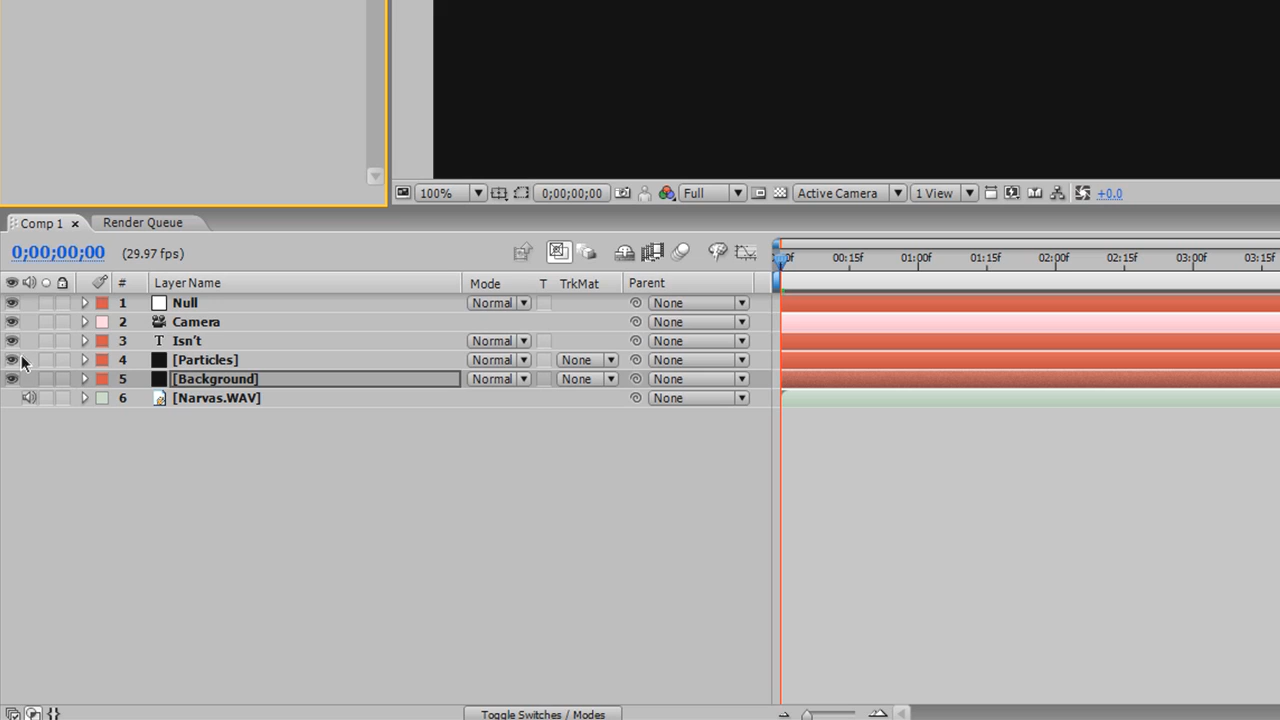 100% 0;00;00;00 Full Active Camera 1 View +0.0
Comp 1 × Render Queue
0;00;00;00 (29.97 fps)
00:15f 01:00f 01:15f 02:00f 02:15f 03:00f 03:15f
# Layer Name Mode T TrkMat Parent
1 Null Normal None
2 Camera None
3 T Isn't Normal None
4 [Particles] Normal None None
5 [Background] Normal None None
6 [Narvas.WAV] None
Toggle Switches / Modes